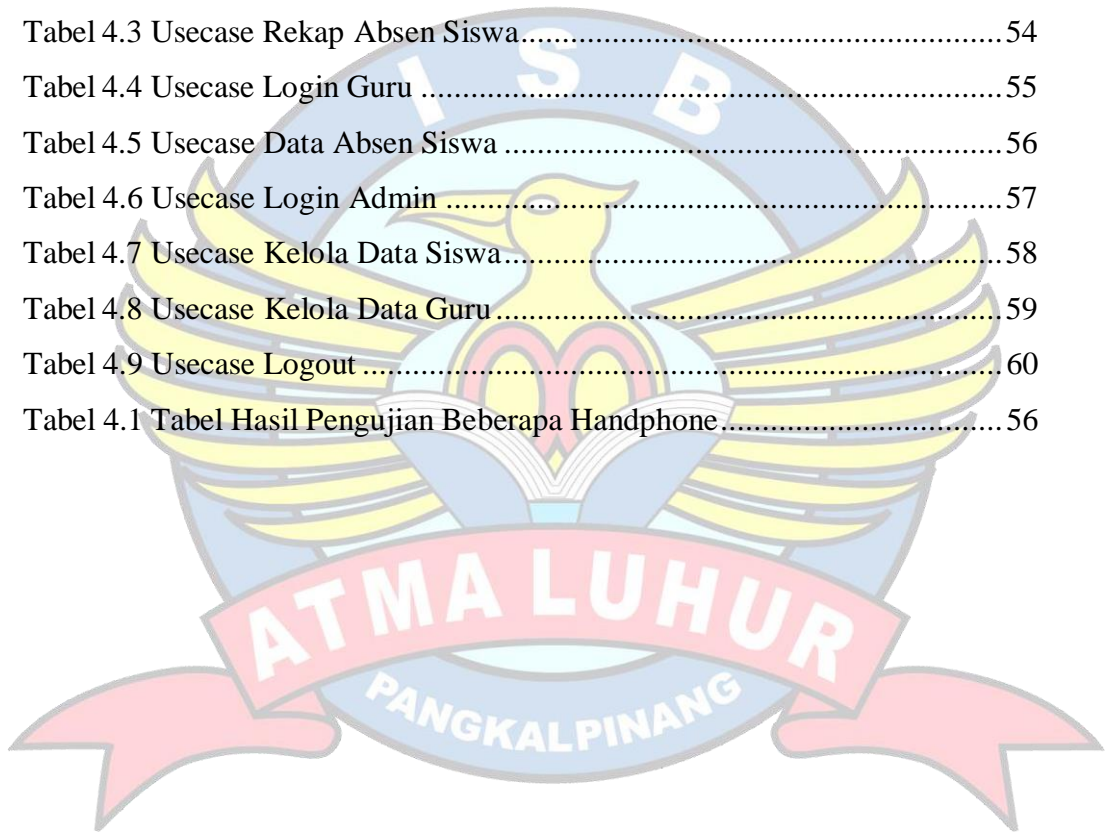 Tabel 4.3 Usecase Rekap Absen Siswa.......................................................... 54
Tabel 4.4 Usecase Login Guru ...................................................................... 55
Tabel 4.5 Usecase Data Absen Siswa ............................................................ 56
Tabel 4.6 Usecase Login Admin ................................................................... 57
Tabel 4.7 Usecase Kelola Data Siswa............................................................ 58
Tabel 4.8 Usecase Kelola Data Guru ............................................................. 59
Tabel 4.9 Usecase Logout ............................................................................. 60
Tabel 4.1 Tabel Hasil Pengujian Beberapa Handphone.................................. 56
I S B
ATMA LUHUR
PANGKALPINANG